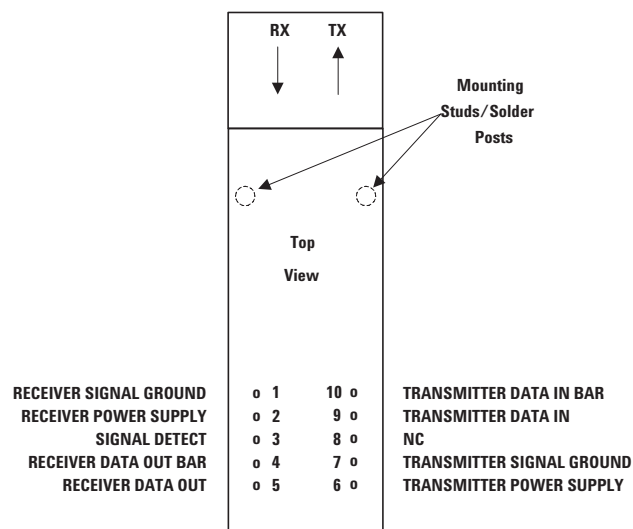 RX TX
Mounting
Studs/Solder
Posts
Top
View
RECEIVER SIGNAL GROUND o 1 10 o TRANSMITTER DATA IN BAR
RECEIVER POWER SUPPLY o 2 9 o TRANSMITTER DATA IN
SIGNAL DETECT o 3 8 o NC
RECEIVER DATA OUT BAR o 4 7 o TRANSMITTER SIGNAL GROUND
RECEIVER DATA OUT o 5 6 o TRANSMITTER POWER SUPPLY